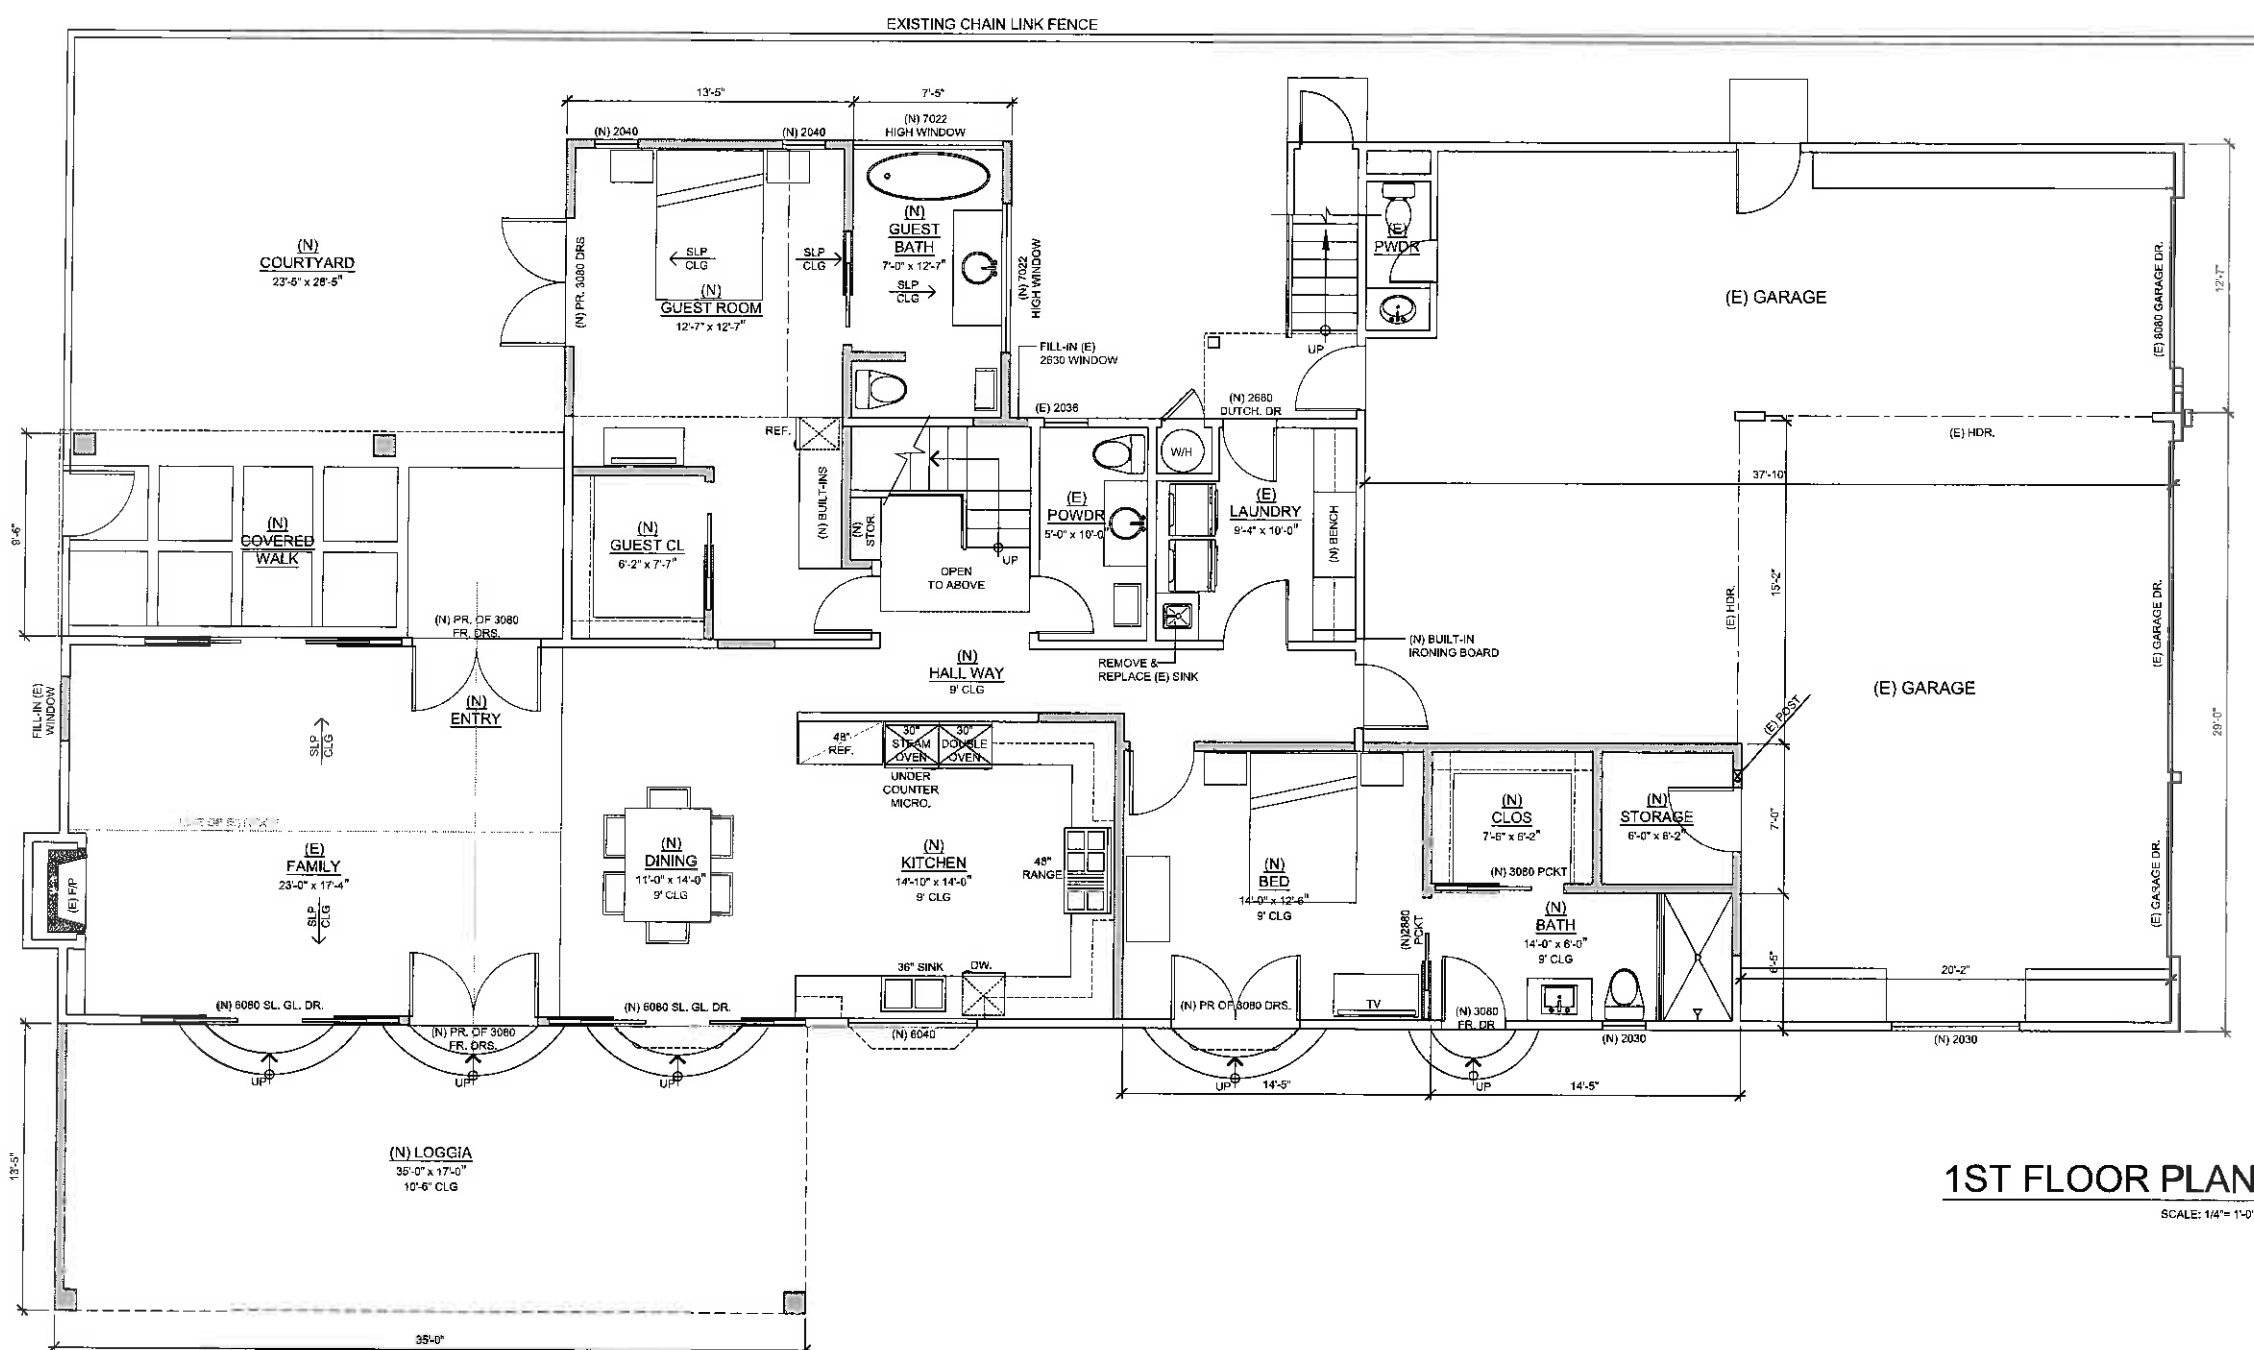 EXISTING CHAIN LINK FENCE
13'-5"
7'-5"
(N) 2040
(N) 2040
(N) 7022
HIGH WINDOW
(N)
COURTYARD
23'-5" x 28'-5"
(N) PR. 3080 DRS
SLP
CLG
SLP
CLG
(N)
GUEST ROOM
12'-7" x 12'-7"
(N)
GUEST
BATH
7'-0" x 12'-7"
SLP
CLG
(N) 7022
HIGH WINDOW
FILL-IN (E)
2630 WINDOW
(E) 2036
(N) 2680
DUTCH. DR
UP
(E)
PWDR
(E) GARAGE
(E) 8080 GARAGE DR.
12'-7"
(E) HDR.
37'-10"
REF.
(N) BUILT-INS
(N)
STOR.
UP
OPEN
TO ABOVE
(E)
POWDR
5'-0" x 10'-0"
W/H
(E)
LAUNDRY
9'-4" x 10'-0"
(N) BENCH
9'-6"
(N)
COVERED
WALK
(N)
GUEST CL
6'-2" x 7'-7"
(N) PR. OF 3080
FR. DRS.
(E) HDR.
15'-2"
(E) GARAGE DR.
(N) BUILT-IN
IRONING BOARD
REMOVE &
REPLACE (E) SINK
(N)
HALL WAY
9' CLG
(E) GARAGE
(E) POST
29'-0"
FILL-IN (E)
WINDOW
SLP
CLG
(N)
ENTRY
48"
REF.
30"
STEAM
OVEN
30"
DOUBLE
OVEN
UNDER
COUNTER
MICRO.
(N)
CLOS
7'-6" x 6'-2"
(N)
STORAGE
6'-0" x 6'-2"
7'-0"
(E) F/P
(E)
FAMILY
23'-0" x 17'-4"
SLP
CLG
(N)
DINING
11'-0" x 14'-0"
9' CLG
(N)
KITCHEN
14'-10" x 14'-6"
9' CLG
48"
RANGE
(N)
BED
14'-0" x 12'-6"
9' CLG
(N) 3080 PCKT
(N)2880
PCKT
(N)
BATH
14'-0" x 6'-0"
9' CLG
6'-5"
(E) GARAGE DR.
20'-2"
36" SINK
DW.
(N) 6080 SL. GL. DR.
(N) PR. OF 3080
FR. DRS.
(N) 6080 SL. GL. DR.
(N) 6040
(N) PR OF 3080 DRS.
TV
(N) 3080
FR. DR
(N) 2030
(N) 2030
UP
UP
UP
UP
UP
14'-5"
14'-5"
13'-5"
(N) LOGGIA
35'-0" x 17'-0"
10'-6" CLG
35'-0"
1ST FLOOR PLAN
SCALE: 1/4"= 1'-0"